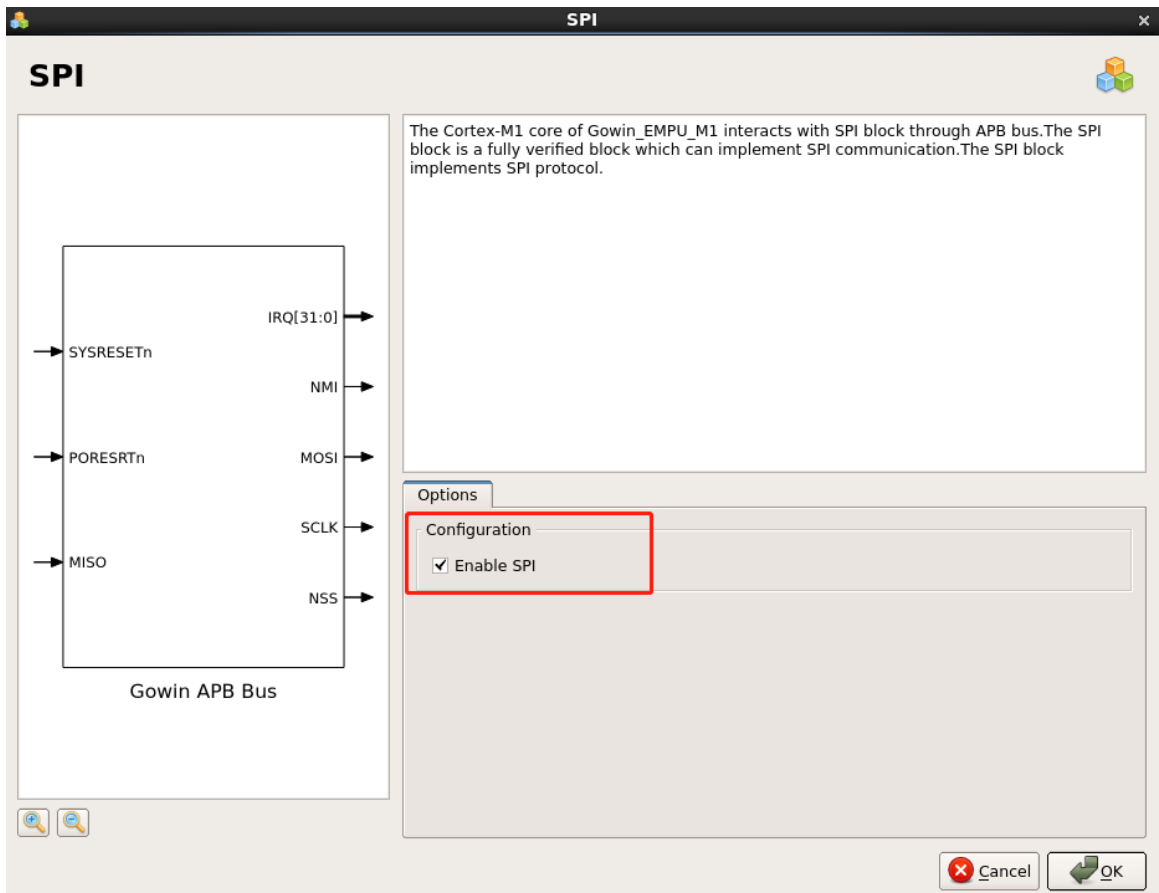 SPI
SPI
The Cortex-M1 core of Gowin_EMPU_M1 interacts with SPI block through APB bus.The SPI
block is a fully verified block which can implement SPI communication.The SPI block
implements SPI protocol.
IRQ[31:0]
SYSRESETn
NMI
PORESRTn
MOSI
SCLK
MISO
NSS
Gowin APB Bus
Options
Configuration
Enable SPI
Cancel
OK